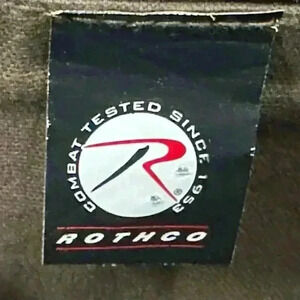 COMBAT TESTED SINCE 1953
R
ROTHCO